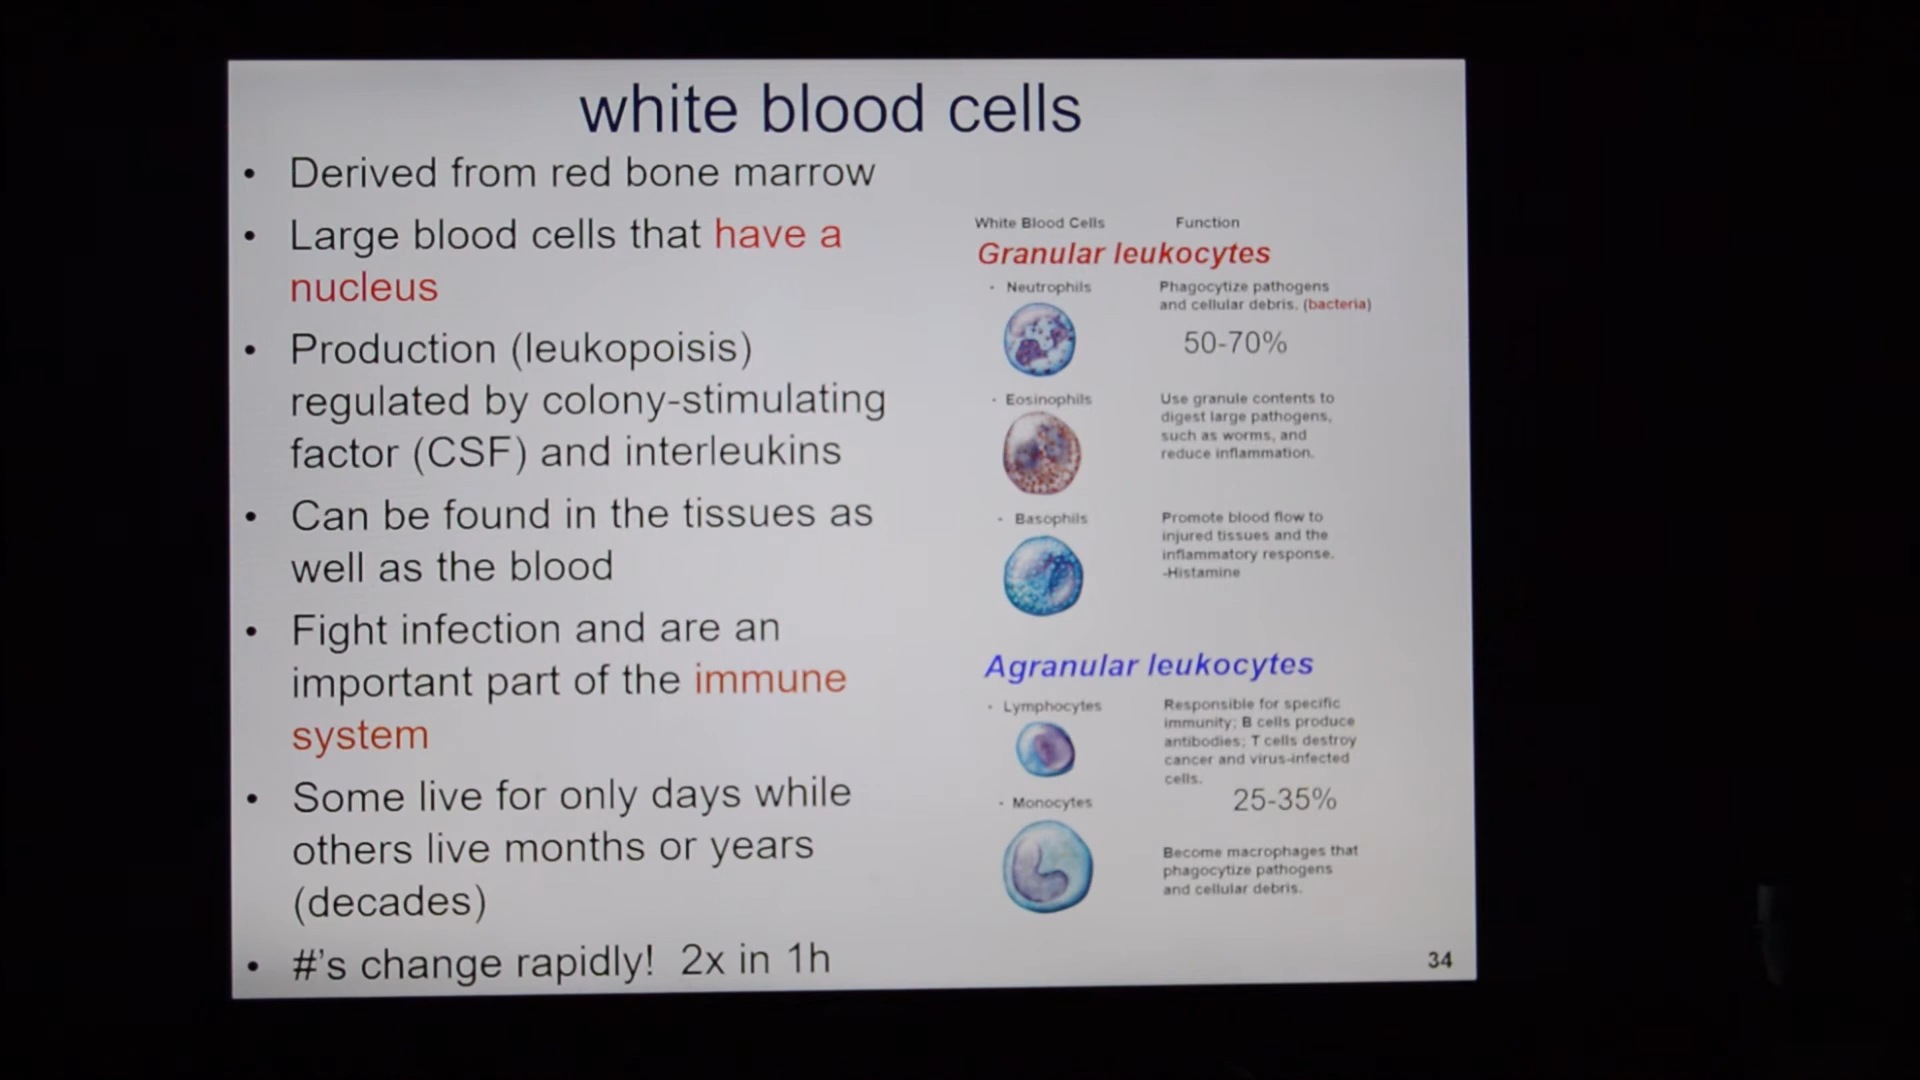 white blood cells
• Derived from red bone marrow
• Large blood cells that have a
nucleus
• Production (leukopoisis)
regulated by colony-stimulating
factor (CSF) and interleukins
• Can be found in the tissues as
well as the blood
• Fight infection and are an
important part of the immune
system
• Some live for only days while
others live months or years
(decades)
• #'s change rapidly! 2x in 1h
White Blood Cells Function
Granular leukocytes
• Neutrophils
Phagocytize pathogens
and cellular debris. (bacteria)
50-70%
• Eosinophils
Use granule contents to
digest large pathogens,
such as worms, and
reduce inflammation.
• Basophils
Promote blood flow to
injured tissues and the
inflammatory response.
-Histamine
Agranular leukocytes
• Lymphocytes
Responsible for specific
immunity; B cells produce
antibodies; T cells destroy
cancer and virus-infected
cells.
25-35%
• Monocytes
Become macrophages that
phagocytize pathogens
and cellular debris.
34